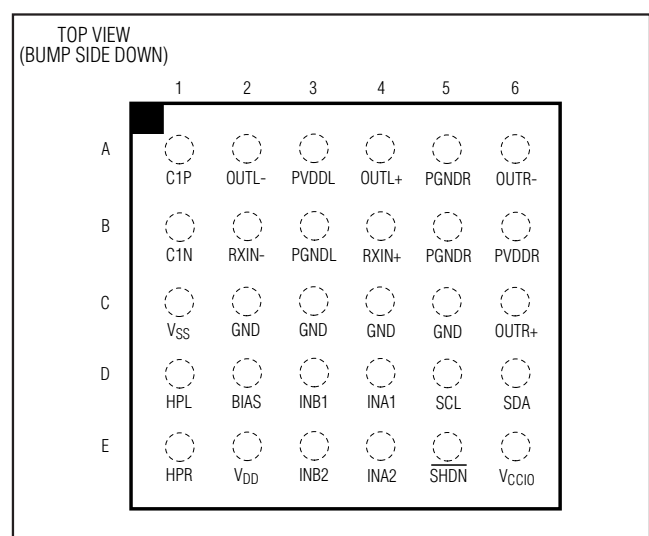 TOP VIEW
(BUMP SIDE DOWN)
1 2 3 4 5 6
A
C1P OUTL- PVDDL OUTL+ PGNDR OUTR-
B
C1N RXIN- PGNDL RXIN+ PGNDR PVDDR
C
VSS GND GND GND GND OUTR+
D
HPL BIAS INB1 INA1 SCL SDA
E
HPR VDD INB2 INA2 SHDN VCCIO